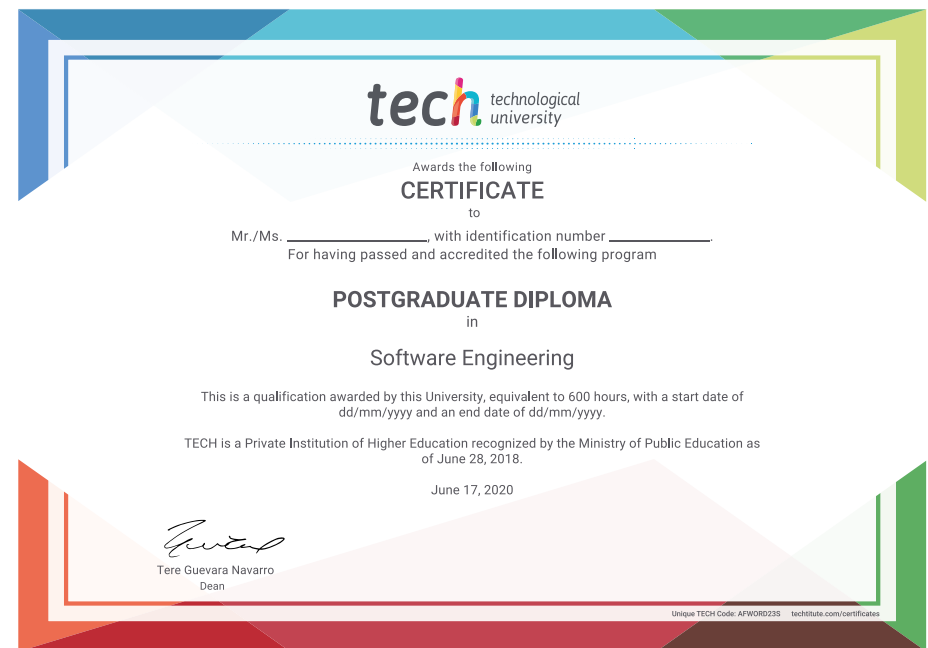 tech technological
university
Awards the following
CERTIFICATE
to
Mr./Ms. ____________, with identification number _________.
For having passed and accredited the following program
POSTGRADUATE DIPLOMA
in
Software Engineering
This is a qualification awarded by this University, equivalent to 600 hours, with a start date of
dd/mm/yyyy and an end date of dd/mm/yyyy.
TECH is a Private Institution of Higher Education recognized by the Ministry of Public Education as
of June 28, 2018.
June 17, 2020
Tere Guevara Navarro
Dean
Unique TECH Code: AFWORD23S techtitute.com/certificates